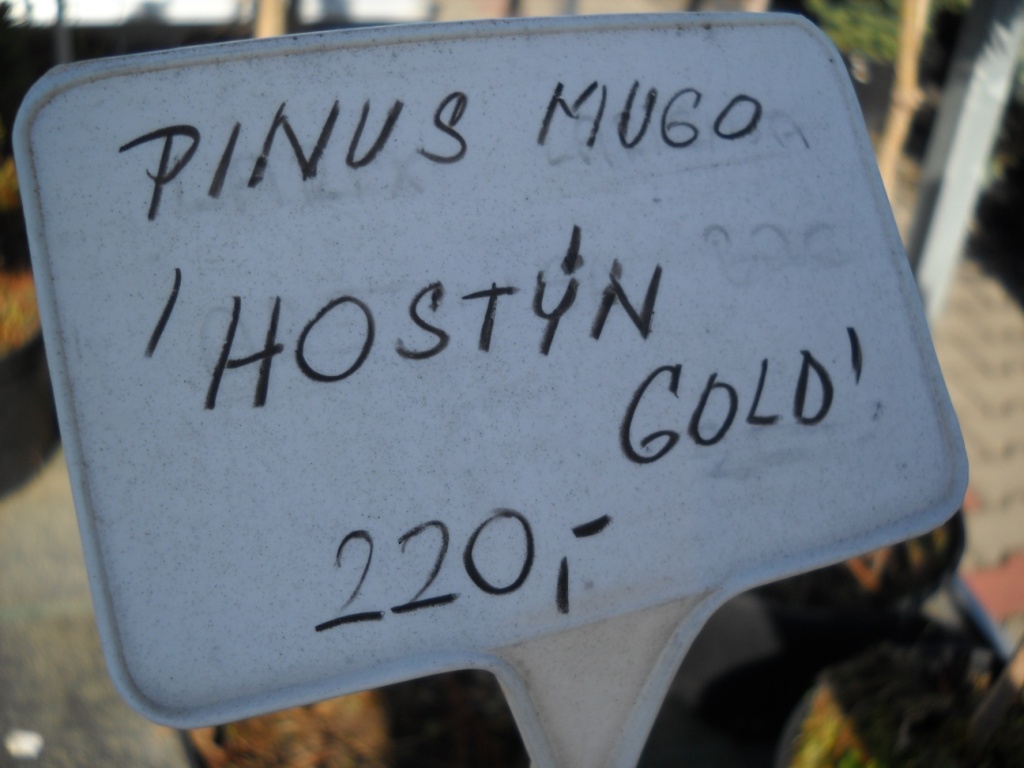 PINUS MUGO
'HOSTÝN
GOLD'
220,-